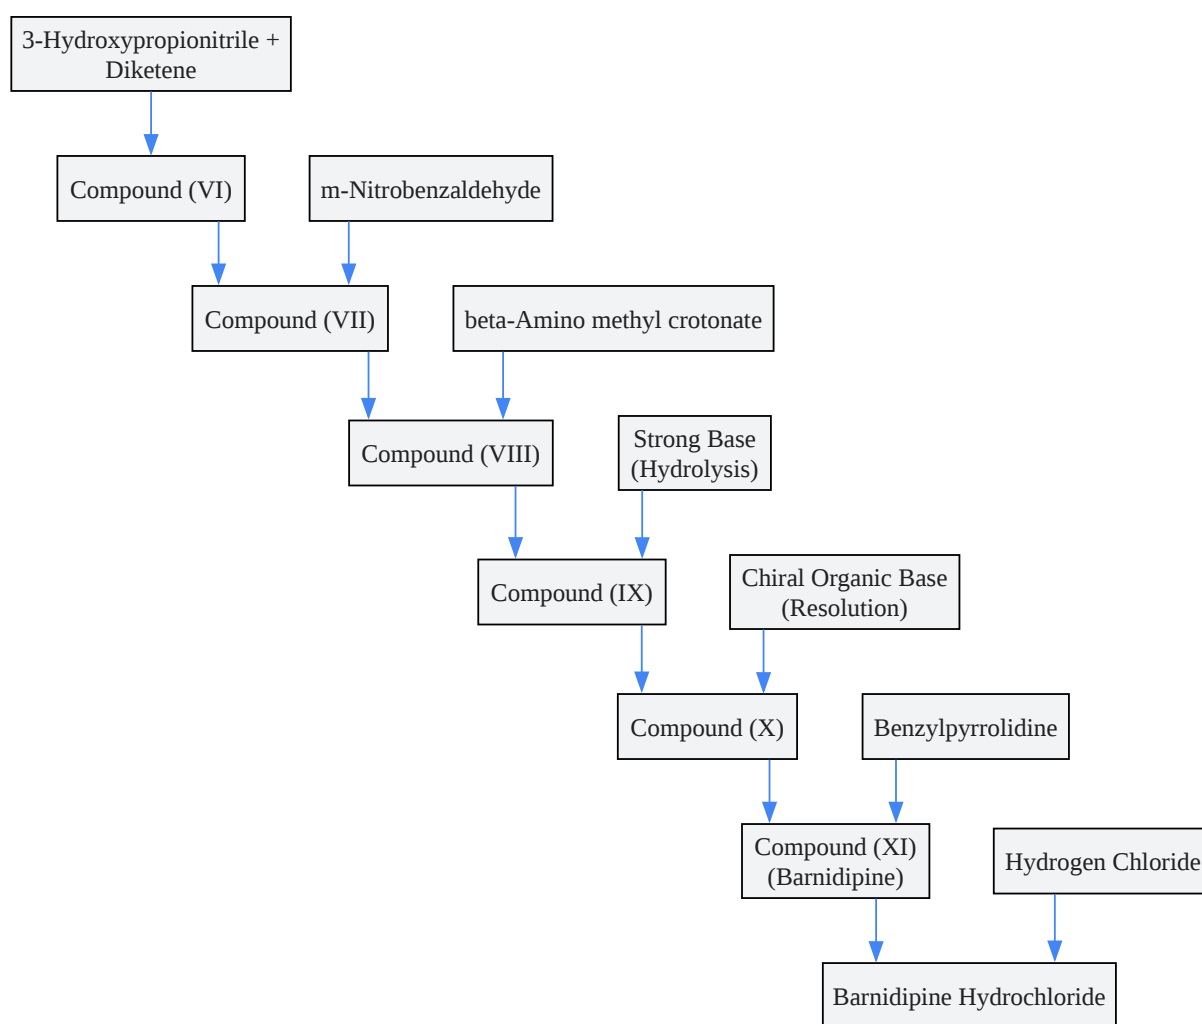 3-Hydroxypropionitrile +
Diketene
Compound (VI)
m-Nitrobenzaldehyde
Compound (VII)
beta-Amino methyl crotonate
Compound (VIII)
Strong Base
(Hydrolysis)
Compound (IX)
Chiral Organic Base
(Resolution)
Compound (X)
Benzylpyrrolidine
Compound (XI)
(Barnidipine)
Hydrogen Chloride
Barnidipine Hydrochloride